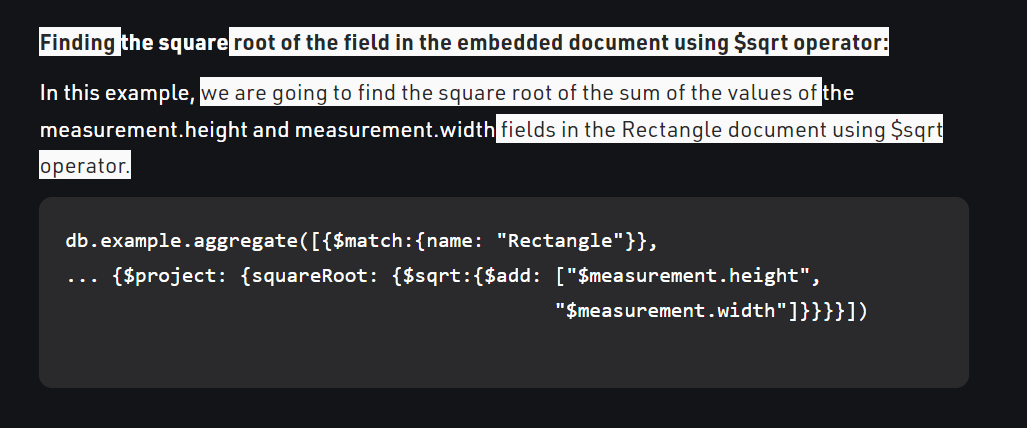 Finding the square root of the field in the embedded document using $sqrt operator:
In this example, we are going to find the square root of the sum of the values of the
measurement.height and measurement.width fields in the Rectangle document using $sqrt
operator.
db.example.aggregate([{$match:{name: "Rectangle"}},
... {$project: {squareRoot: {$sqrt:{$add: ["$measurement.height",
"$measurement.width"]}}}}])